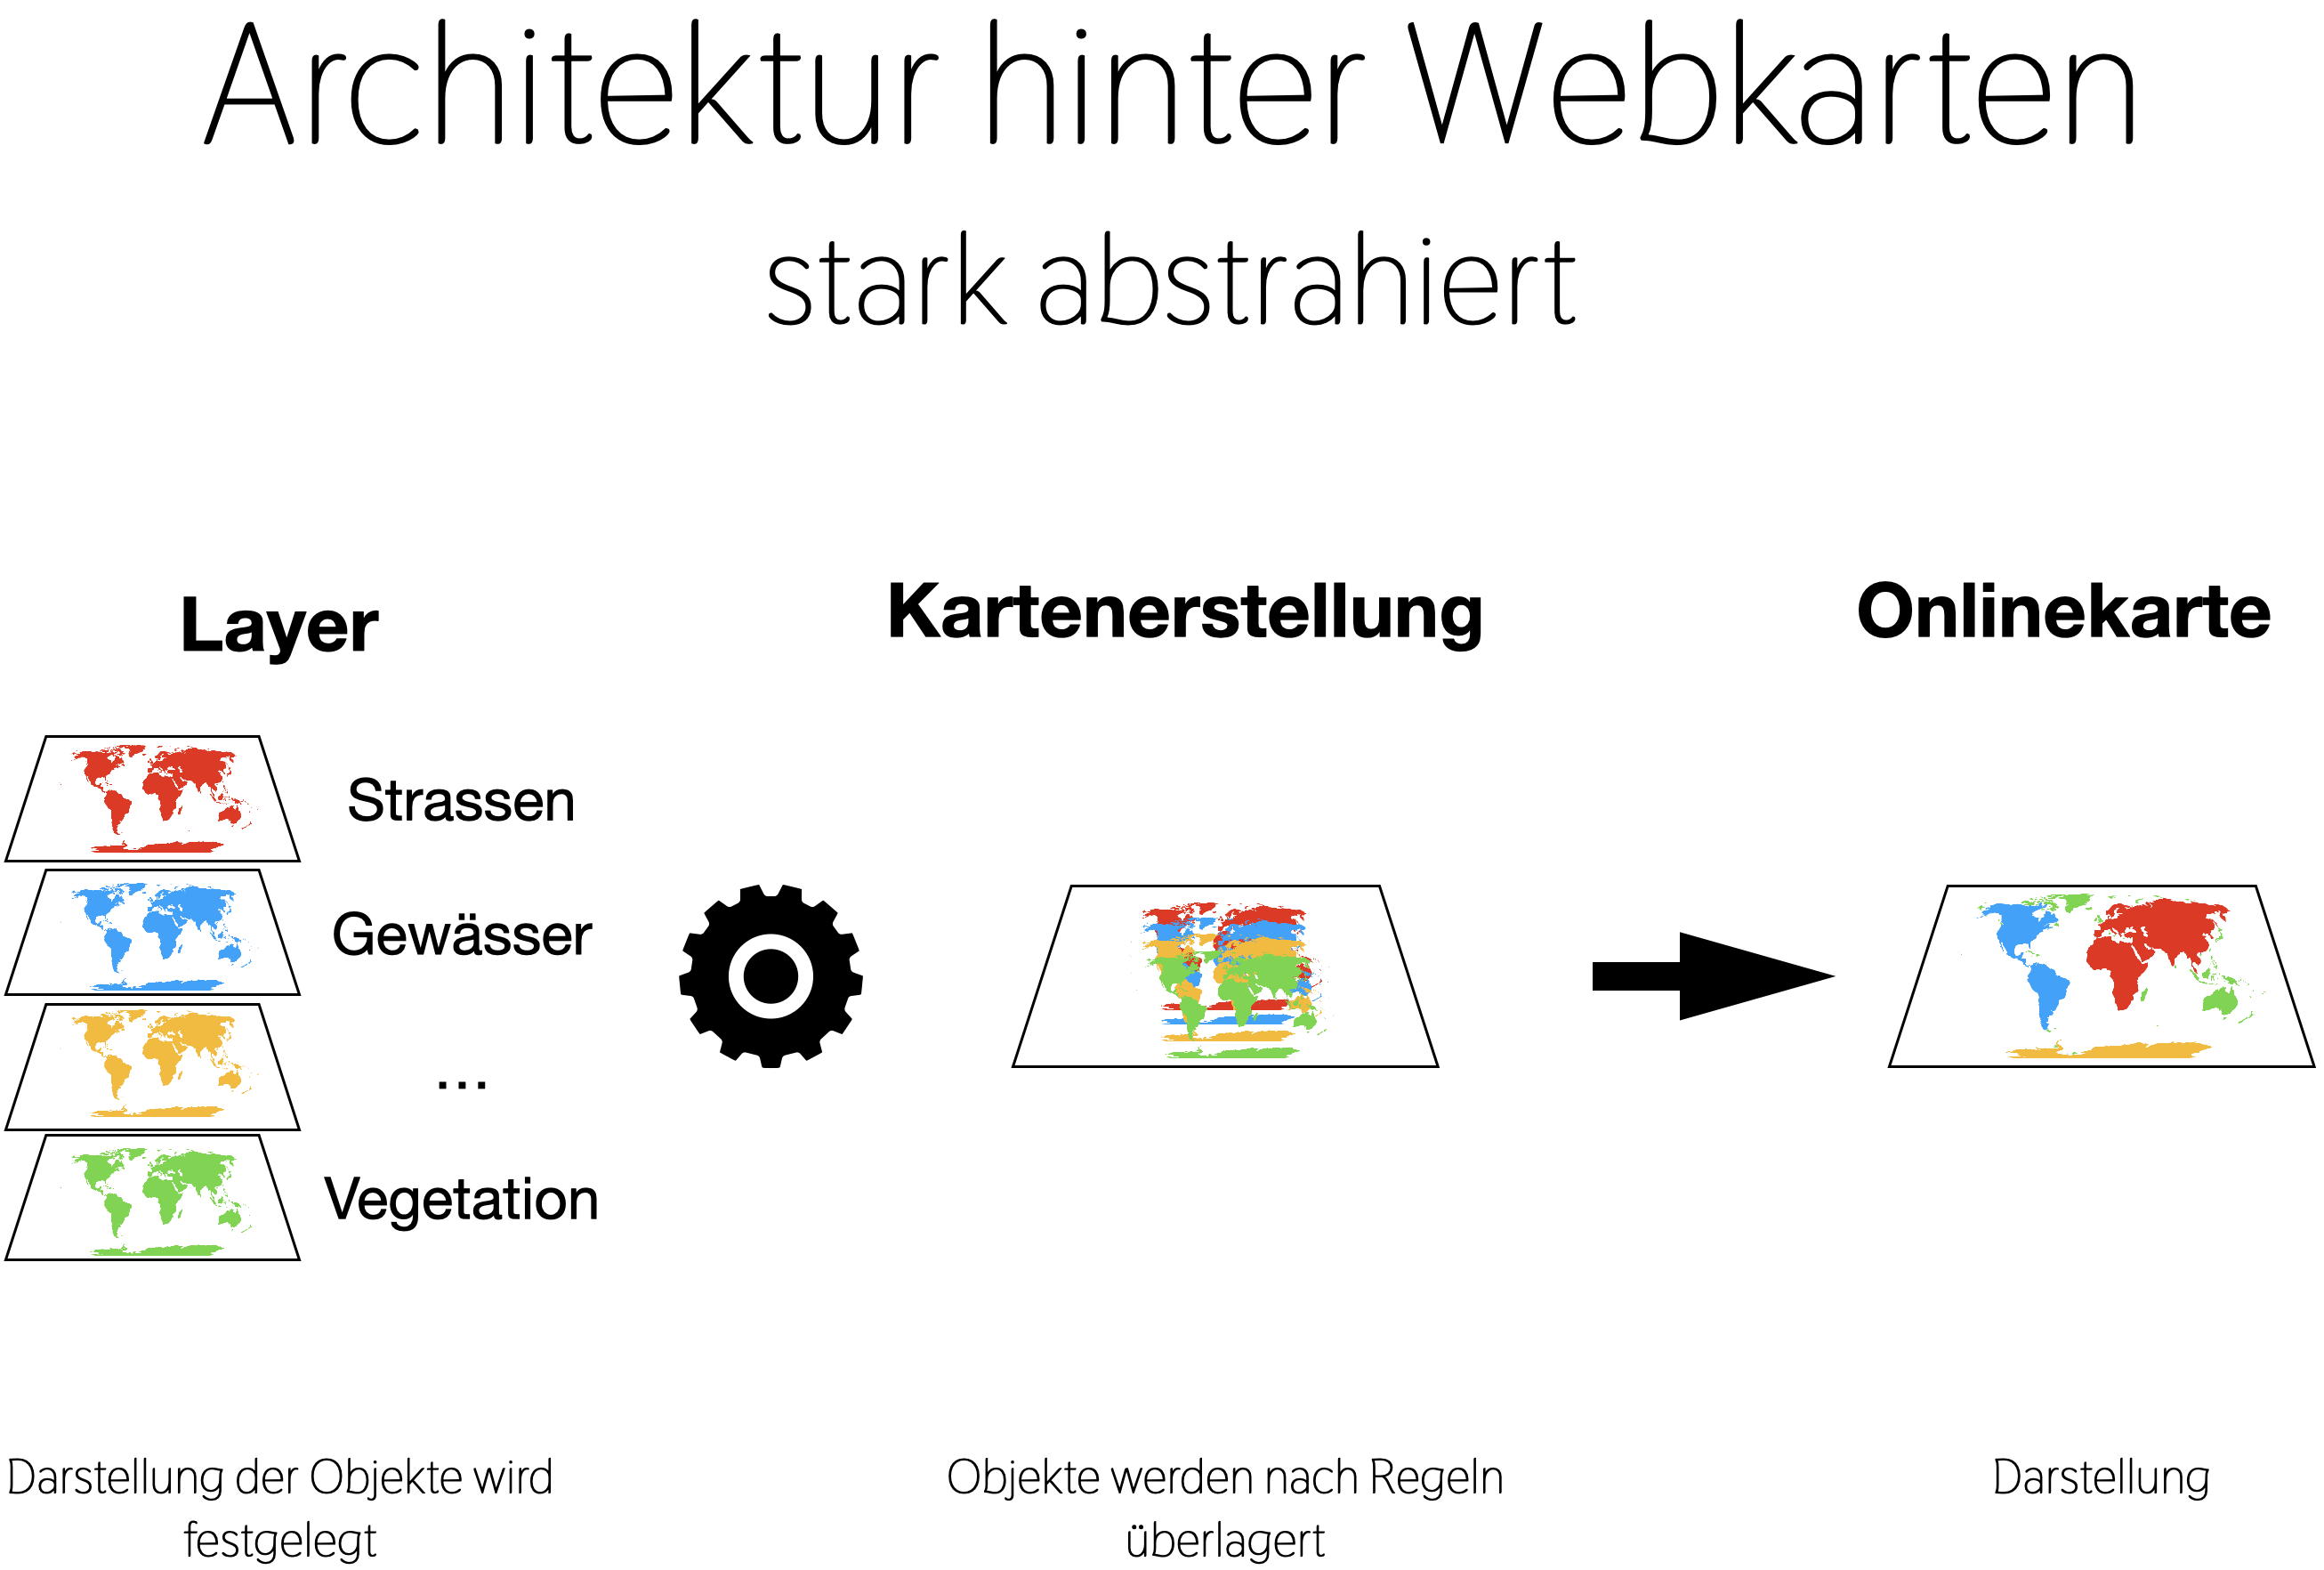 Architektur hinter Webkarten
stark abstrahiert
Layer
Kartenerstellung
Onlinekarte
Strassen
Gewässer
...
Vegetation
Darstellung der Objekte wird
festgelegt
Objekte werden nach Regeln
überlagert
Darstellung